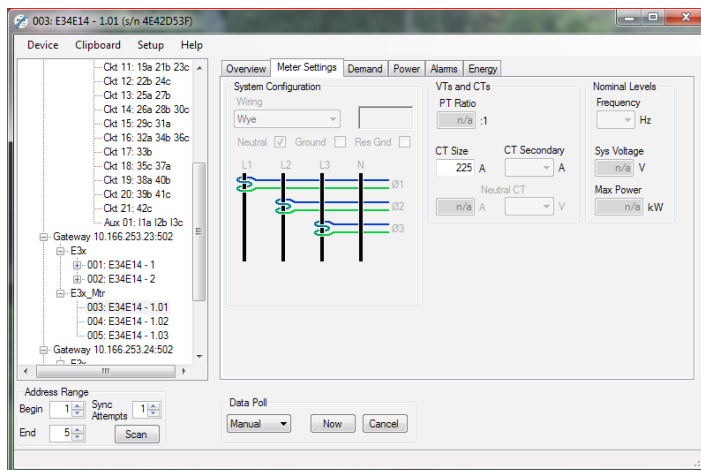 003: E34E14 - 1.01 (s/n 4E42D53F)
Device Clipboard Setup Help
Ckt 11: 19a 21b 23c
Ckt 12: 22b 24c
Ckt 13: 25a 27b
Ckt 14: 26a 28b 30c
Ckt 15: 29c 31a
Ckt 16: 32a 34b 36c
Ckt 17: 33b
Ckt 18: 35c 37a
Ckt 19: 38a 40b
Ckt 20: 39b 41c
Ckt 21: 42c
Aux 01: l1a l2b l3c
Gateway 10.166.253.23:502
E3x
001: E34E14 - 1
002: E34E14 - 2
E3x_Mtr
003: E34E14 - 1.01
004: E34E14 - 1.02
005: E34E14 - 1.03
Gateway 10.166.253.24:502
E3x
Address Range
Begin 1 Sync Attempts 1
End 5 Scan
Overview Meter Settings Demand Power Alarms Energy
System Configuration
Wiring
Wye
Neutral Ground Res Gnd
L1 L2 L3 N
Ø1
Ø2
Ø3
VTs and CTs
PT Ratio
n/a :1
CT Size CT Secondary
225 A A
Neutral CT
n/a A V
Nominal Levels
Frequency
Hz
Sys Voltage
n/a V
Max Power
n/a kW
Data Poll
Manual Now Cancel